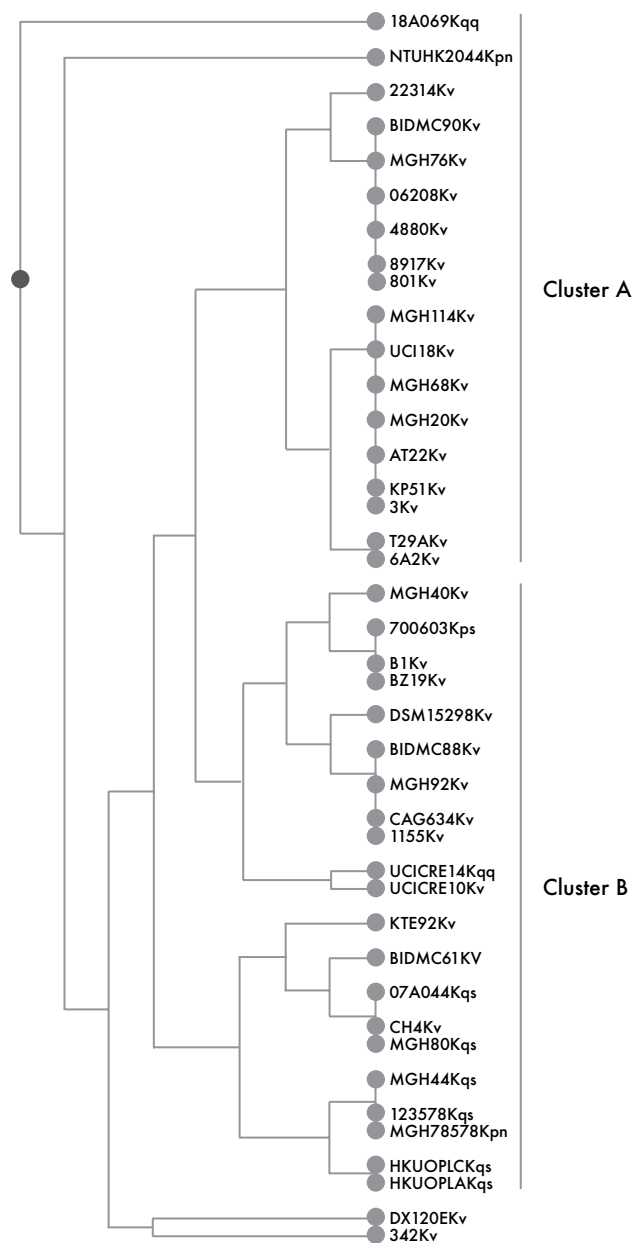 18A069Kqq
NTUHK2044Kpn
22314Kv
BIDMC90Kv
MGH76Kv
06208Kv
4880Kv
8917Kv
801Kv
Cluster A
MGH114Kv
UCI18Kv
MGH68Kv
MGH20Kv
AT22Kv
KP51Kv
3Kv
T29AKv
6A2Kv
MGH40Kv
700603Kps
B1Kv
BZ19Kv
DSM15298Kv
BIDMC88Kv
MGH92Kv
CAG634Kv
1155Kv
UCICRE14Kqq
UCICRE10Kv
Cluster B
KTE92Kv
BIDMC61KV
07A044Kqs
CH4Kv
MGH80Kqs
MGH44Kqs
123578Kqs
MGH78578Kpn
HKUOPLCKqs
HKUOPLAKqs
DX120EKv
342Kv